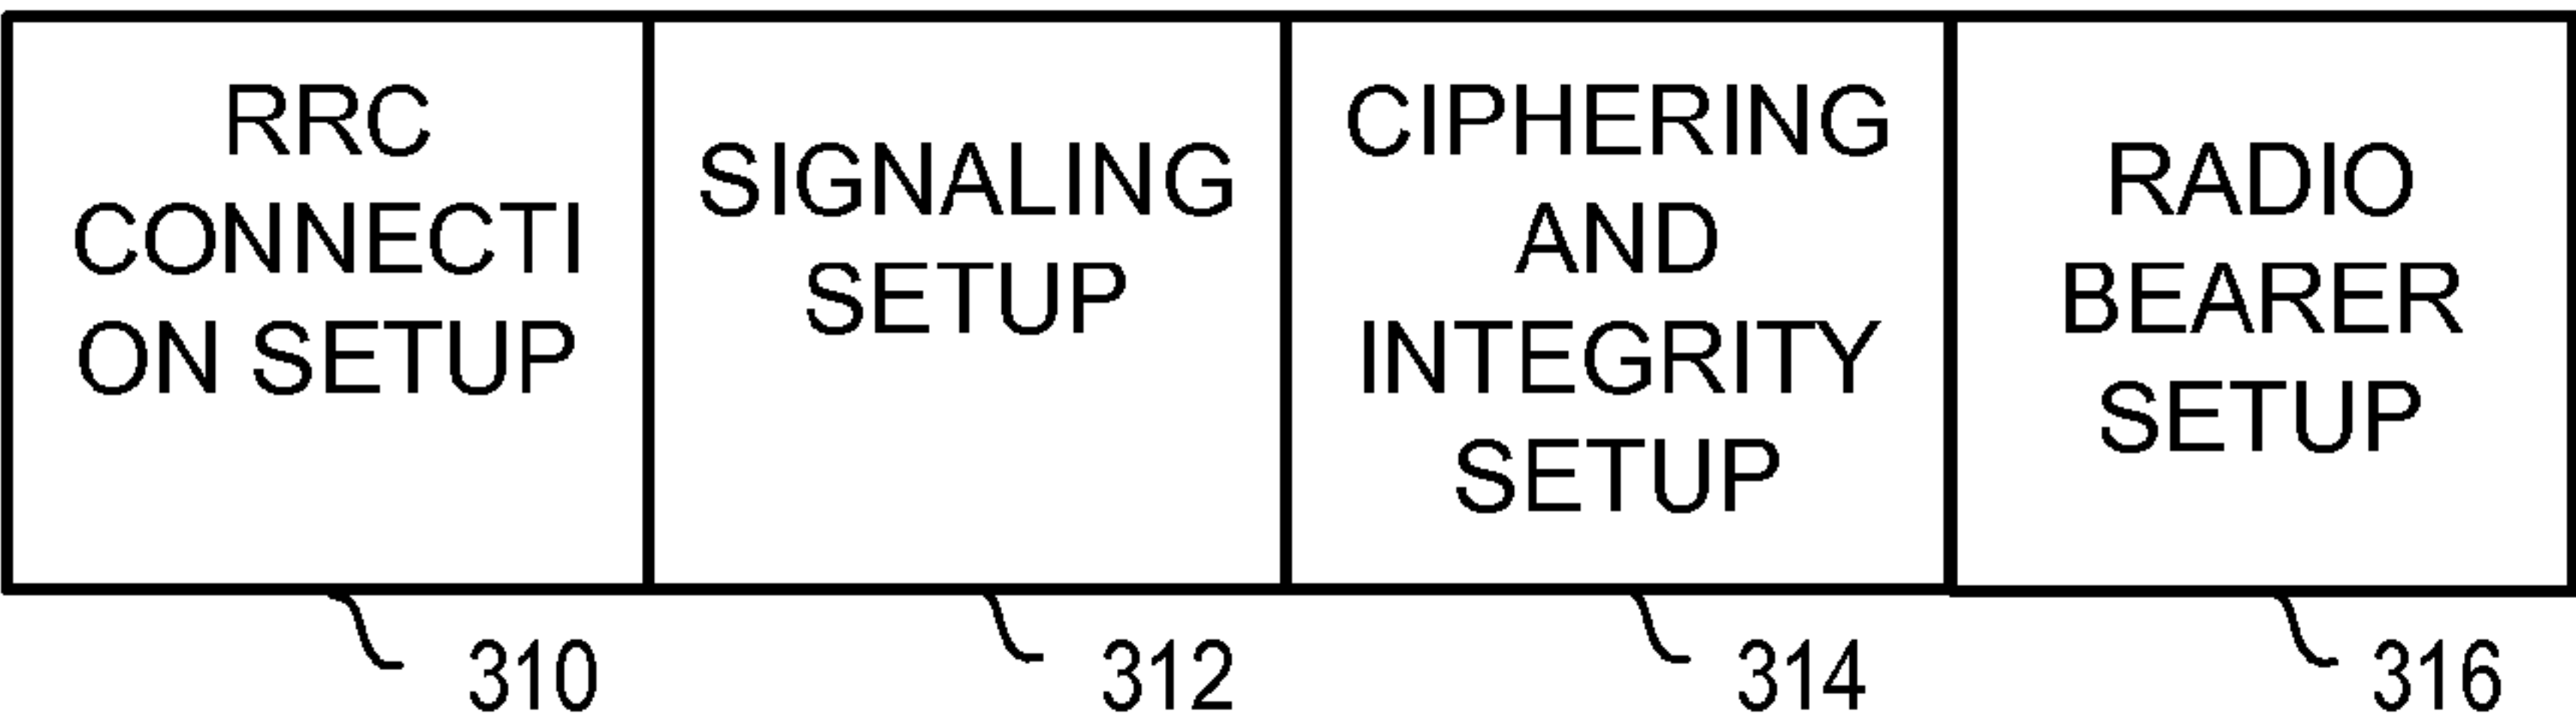 RRC
CONNECTI
ON SETUP
SIGNALING
SETUP
CIPHERING
AND
INTEGRITY
SETUP
RADIO
BEARER
SETUP
310
312
314
316